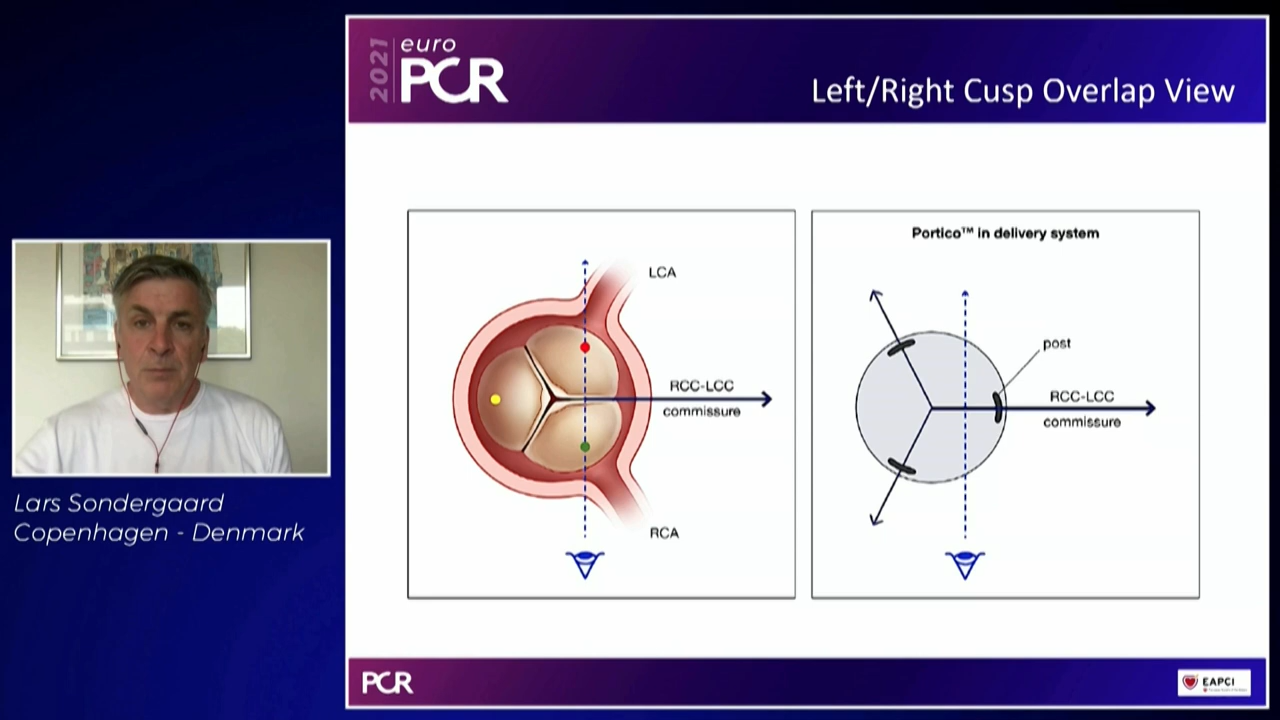 2021
euro
PCR
Left/Right Cusp Overlap View
LCA
RCC-LCC
commissure
RCA
Portico™ in delivery system
post
RCC-LCC
commissure
Lars Sondergaard
Copenhagen - Denmark
PCR
EAPCI